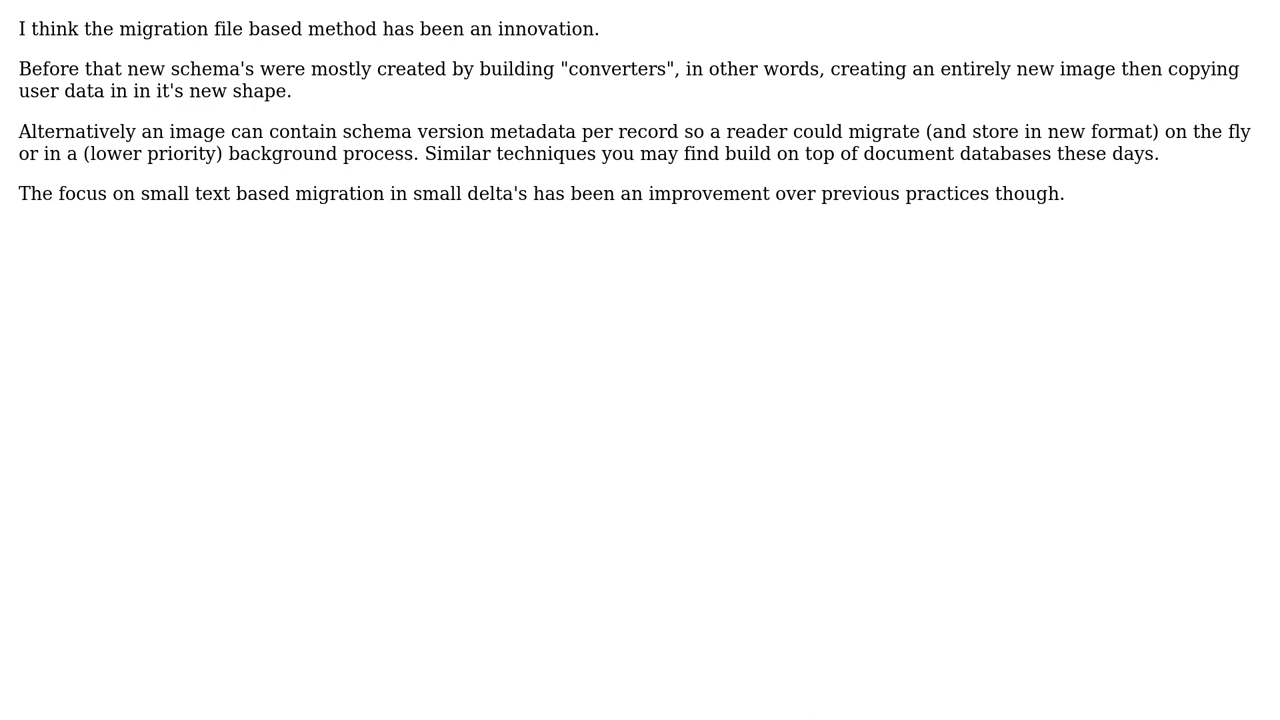 I think the migration file based method has been an innovation.
Before that new schema's were mostly created by building "converters", in other words, creating an entirely new image then copying
user data in in it's new shape.
Alternatively an image can contain schema version metadata per record so a reader could migrate (and store in new format) on the fly
or in a (lower priority) background process. Similar techniques you may find build on top of document databases these days.
The focus on small text based migration in small delta's has been an improvement over previous practices though.